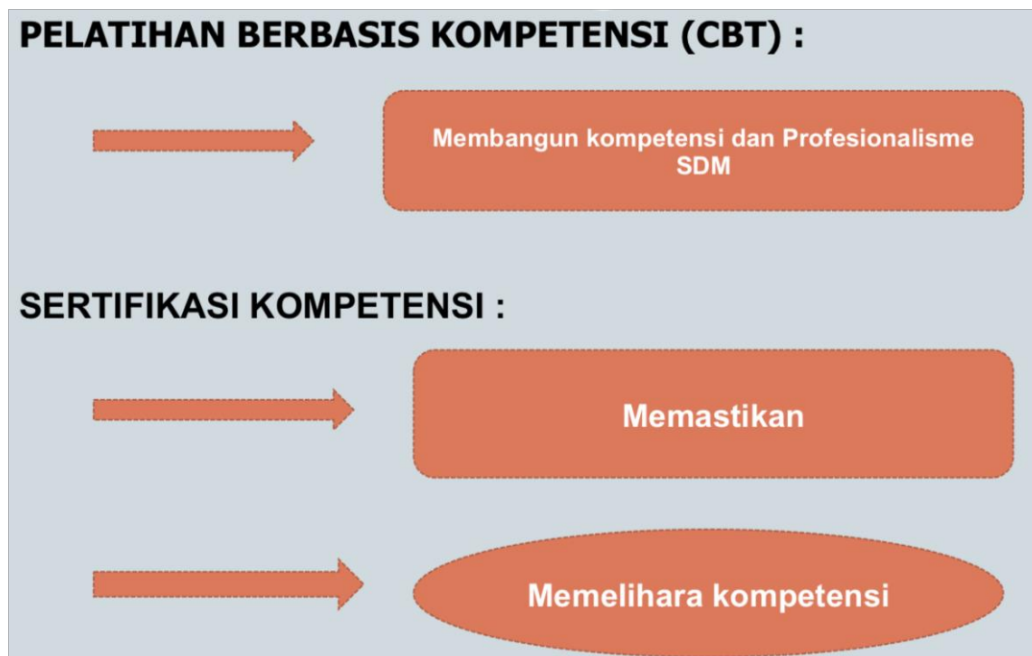 PELATIHAN BERBASIS KOMPETENSI (CBT) :
Membangun kompetensi dan Profesionalisme
SDM
SERTIFIKASI KOMPETENSI :
Memastikan
Memelihara kompetensi